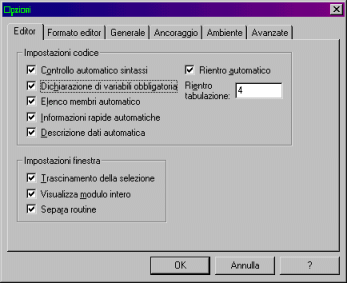 Opzioni
Editor Formato editor Generale Ancoraggio Ambiente Avanzate
Impostazioni codice
Controllo automatico sintassi
Rientro automatico
Dichiarazione di variabili obbligatoria
Rientro tabulazione: 4
Elenco membri automatico
Informazioni rapide automatiche
Descrizione dati automatica
Impostazioni finestra
Trascinamento della selezione
Visualizza modulo intero
Separa routine
OK Annulla ?